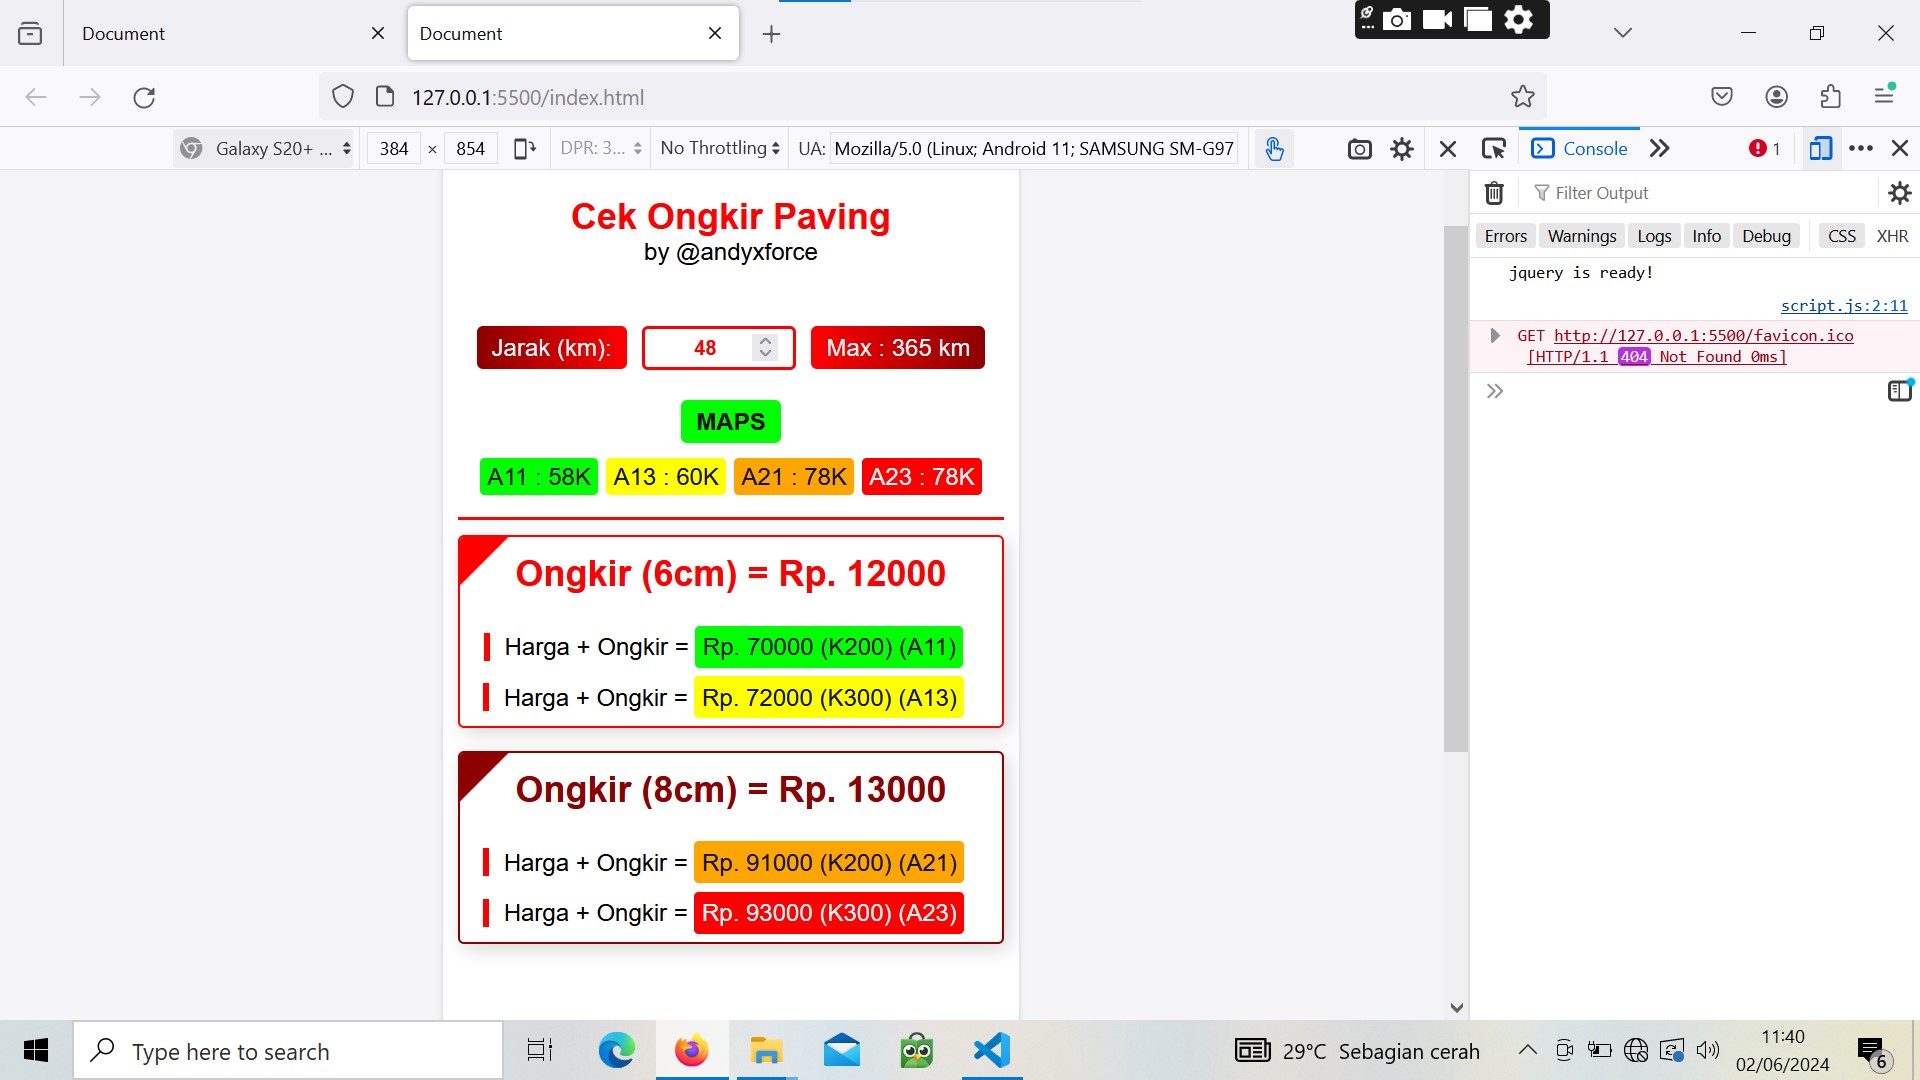 Document
Document
127.0.0.1:5500/index.html
Galaxy S20+ ...
384 × 854
DPR: 3...
No Throttling
UA: Mozilla/5.0 (Linux; Android 11; SAMSUNG SM-G97
Console
1
Filter Output
Errors Warnings Logs Info Debug CSS XHR
jquery is ready!
script.js:2:11
GET http://127.0.0.1:5500/favicon.ico
[HTTP/1.1 404 Not Found 0ms]
Cek Ongkir Paving
by @andyxforce
Jarak (km): 48 Max : 365 km
MAPS
A11 : 58K A13 : 60K A21 : 78K A23 : 78K
Ongkir (6cm) = Rp. 12000
Harga + Ongkir = Rp. 70000 (K200) (A11)
Harga + Ongkir = Rp. 72000 (K300) (A13)
Ongkir (8cm) = Rp. 13000
Harga + Ongkir = Rp. 91000 (K200) (A21)
Harga + Ongkir = Rp. 93000 (K300) (A23)
Type here to search
29°C Sebagian cerah
11:40
02/06/2024
6